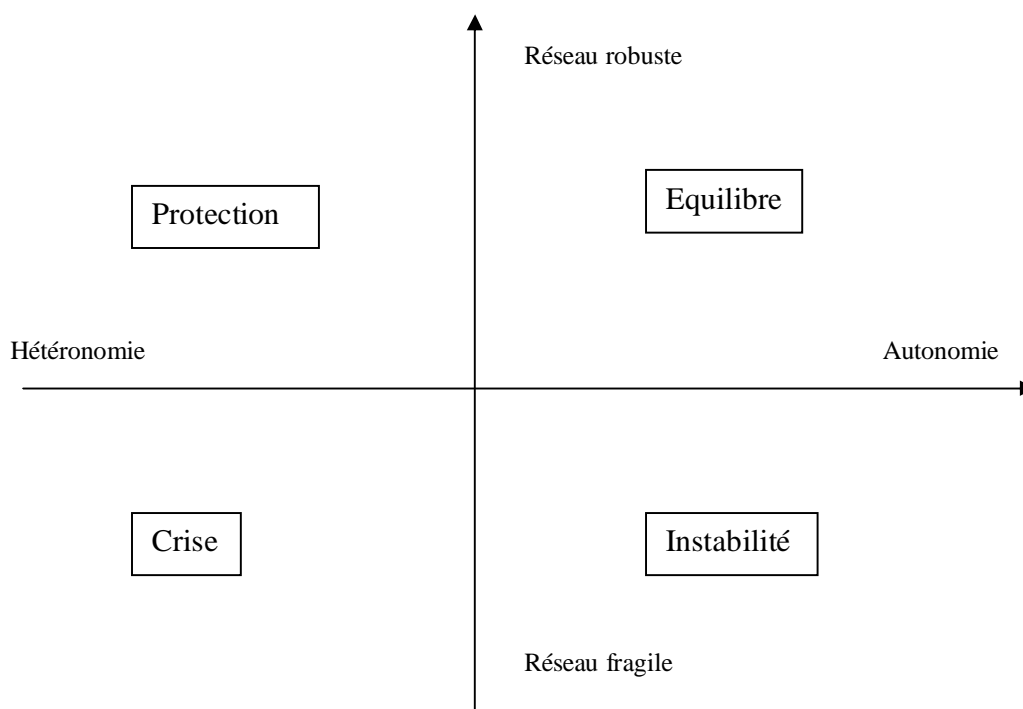 Réseau robuste
Protection
Equilibre
Hétéronomie
Autonomie
Crise
Instabilité
Réseau fragile